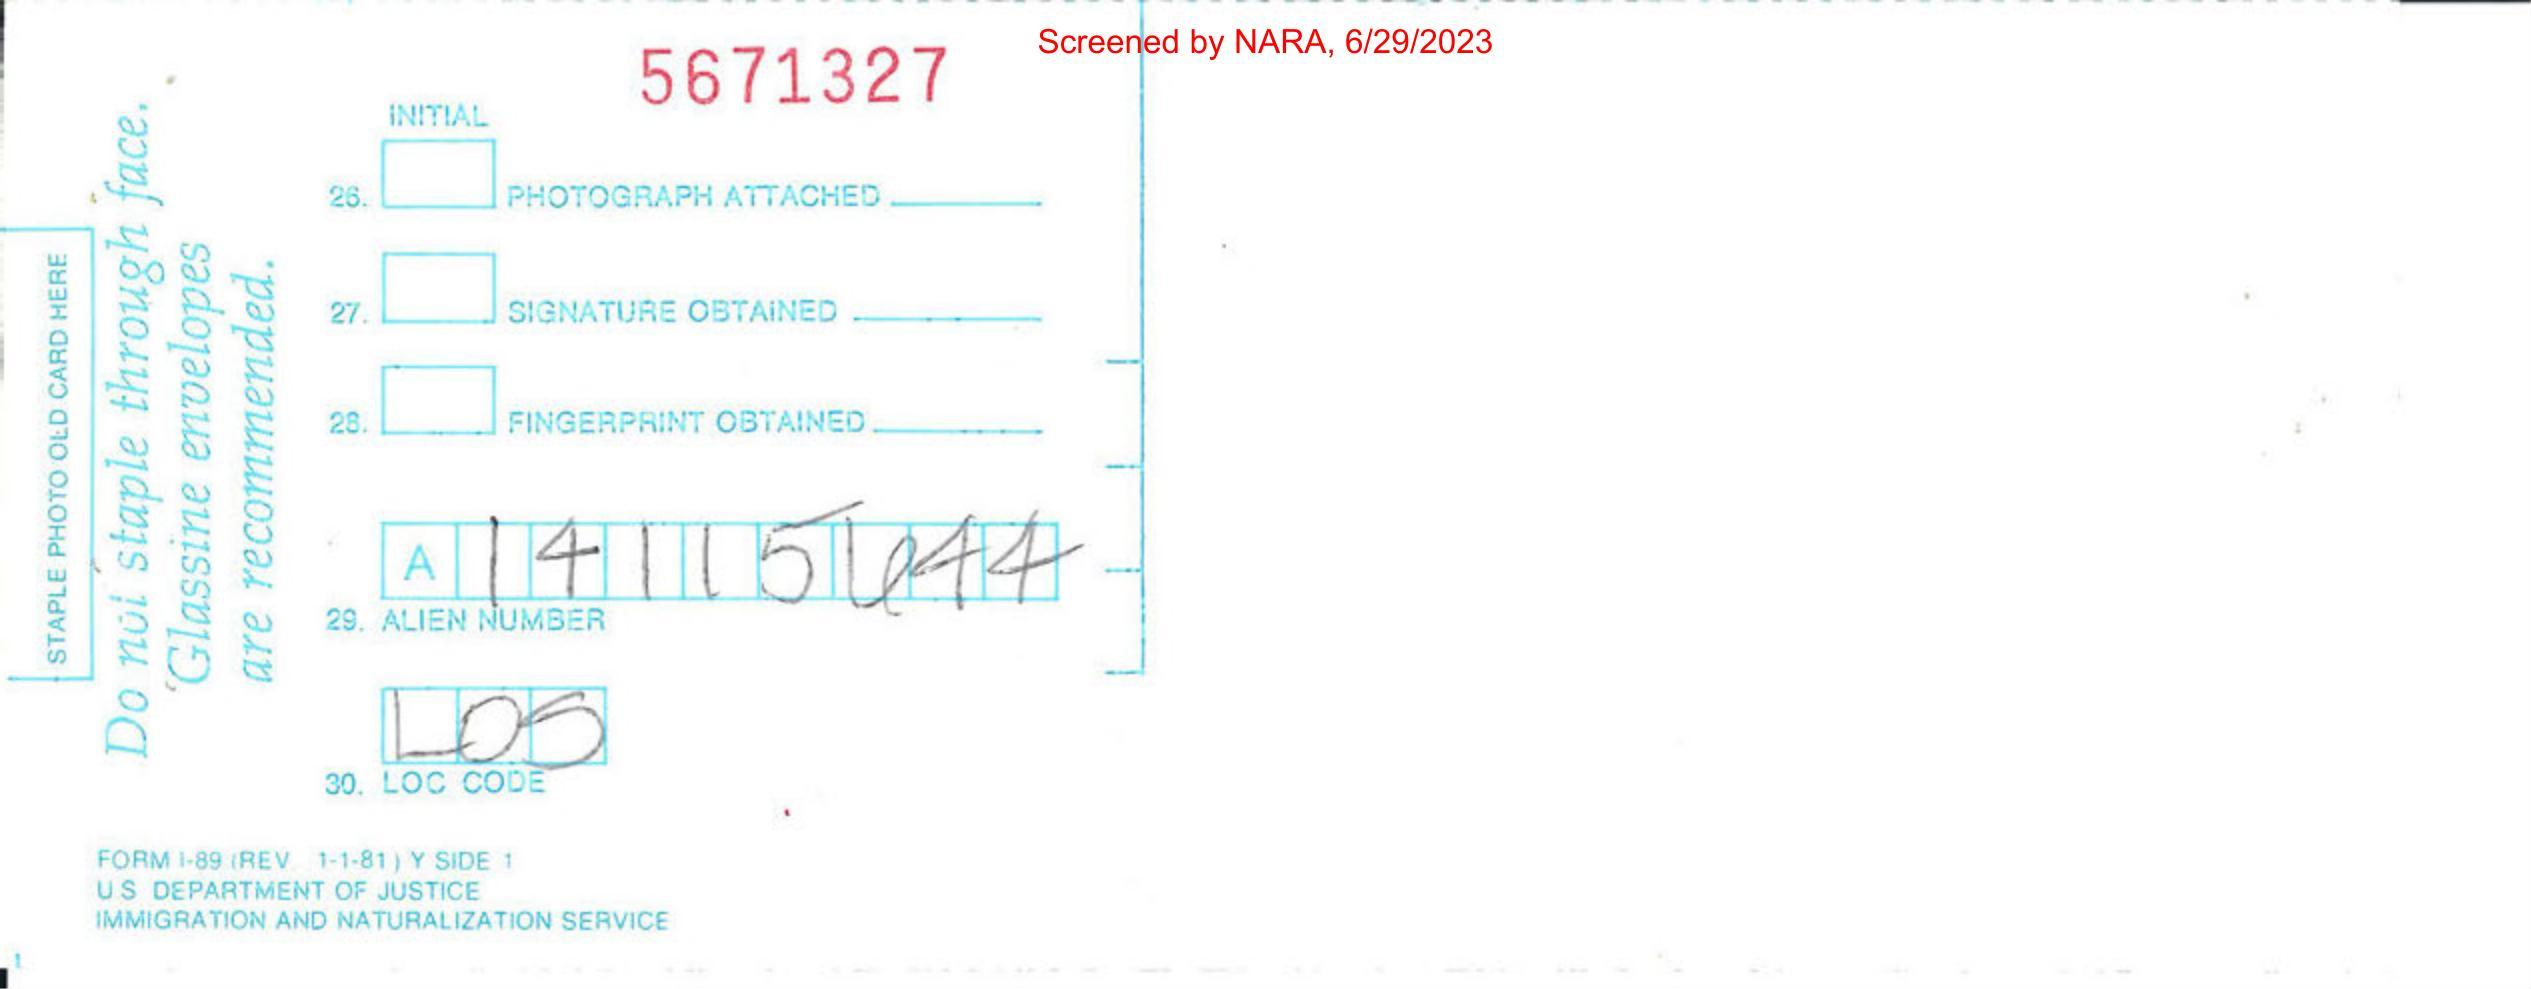 Screened by NARA, 6/29/2023
5671327
INITIAL
26. PHOTOGRAPH ATTACHED
27. SIGNATURE OBTAINED
28. FINGERPRINT OBTAINED
A 14115644
29. ALIEN NUMBER
LOS
30. LOC CODE
STAPLE PHOTO OLD CARD HERE
Do not staple through face.
Glassine envelopes
are recommended.
FORM I-89 (REV 1-1-81) Y SIDE 1
U S DEPARTMENT OF JUSTICE
IMMIGRATION AND NATURALIZATION SERVICE
1